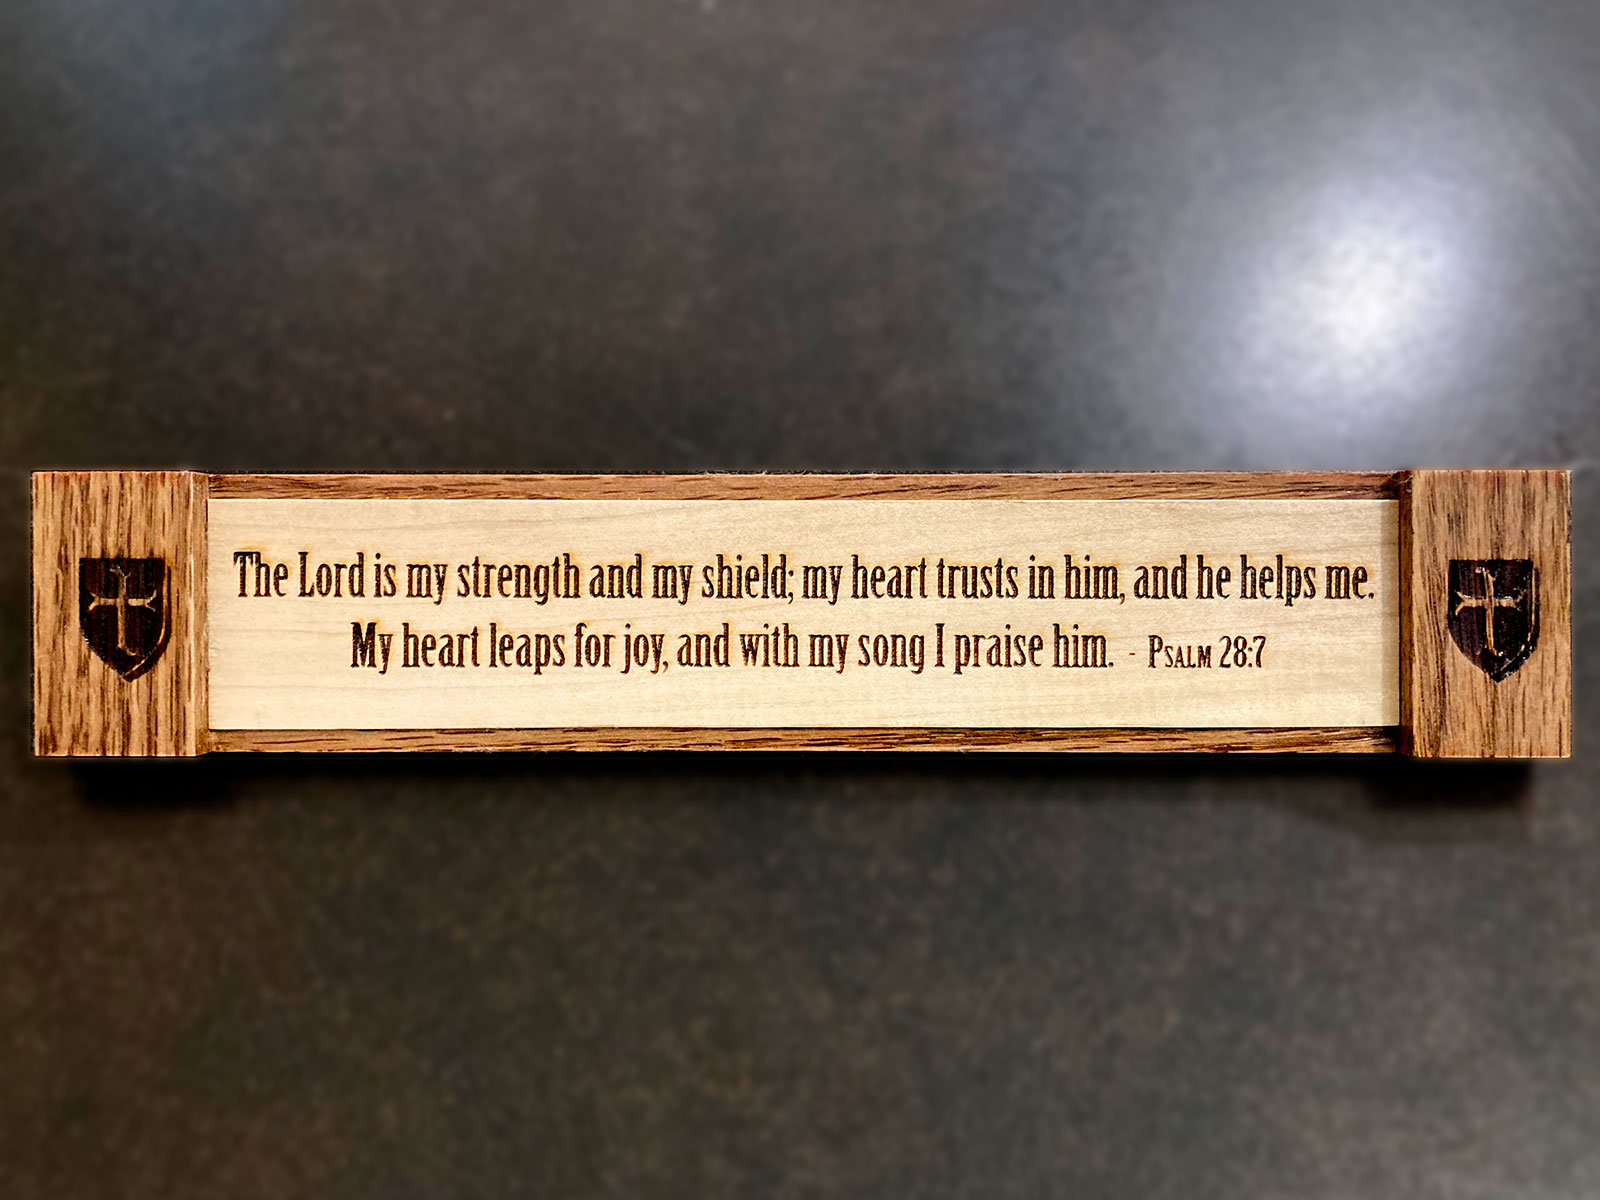 The Lord is my strength and my shield; my heart trusts in him, and he helps me.
My heart leaps for joy, and with my song I praise him. - Psalm 28:7